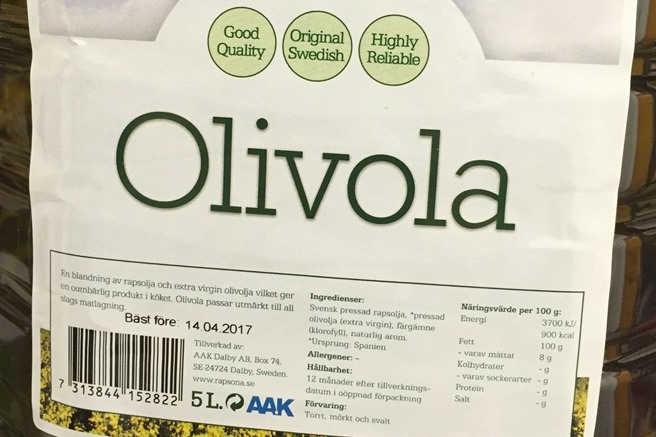 Good
Quality
Original
Swedish
Highly
Reliable
Olivola
En blandning av rapsolja och extra virgin olivolja vilket ger
en oumbärlig produkt i köket. Olivola passar utmärkt till all
slags matlagning.
Bäst före: 14.04.2017
7 313844 152822
Tillverkad av:
AAK Dalby AB, Box 74,
SE-24724 Dalby, Sweden.
www.rapsona.se
5 L. AAK
Ingredienser:
Svensk pressad rapsolja, *pressad
olivolja (extra virgin), färgämne
(klorofyll), naturlig arom.
*Ursprung: Spanien
Allergener: -
Hållbarhet:
12 månader efter tillverknings-
datum i oöppnad förpackning
Förvaring:
Torrt, mörkt och svalt
Näringsvärde per 100 g:
Energi 3700 kJ/
900 kcal
Fett 100 g
- varav mättat 8 g
Kolhydrater - g
- varav sockerarter - g
Protein - g
Salt - g